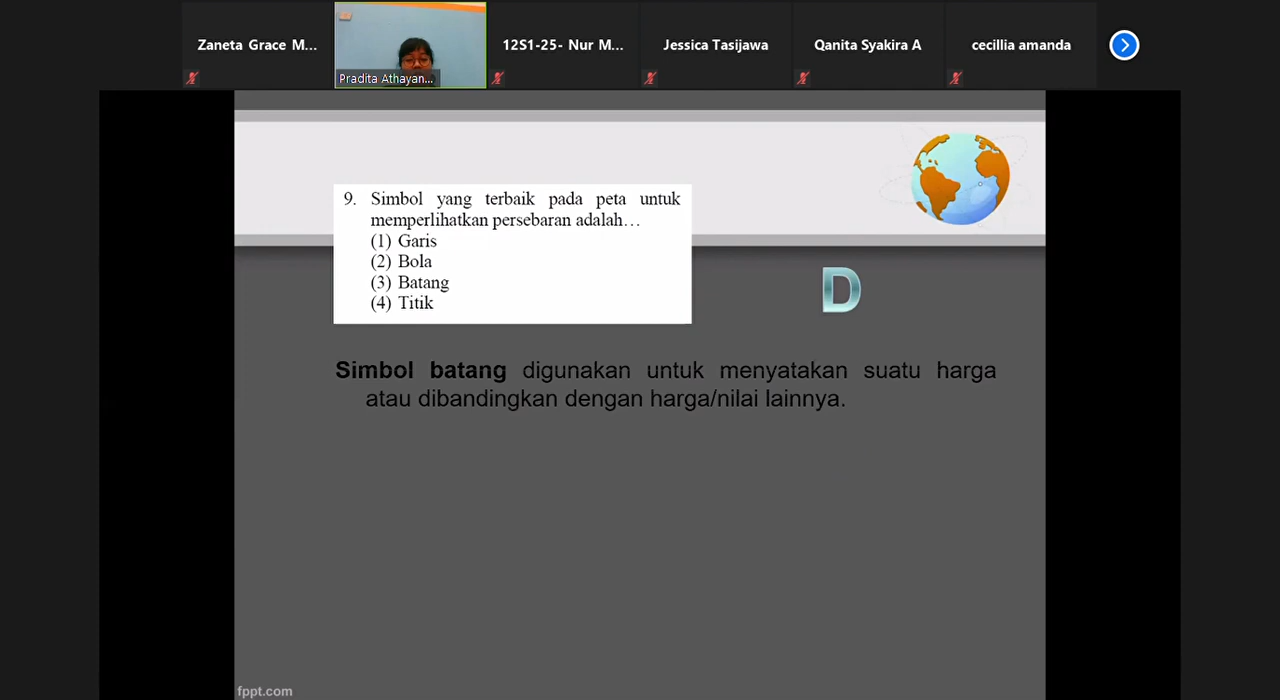 Zaneta Grace M...
12S1-25- Nur M...
Jessica Tasijawa
Qanita Syakira A
cecillia amanda
Pradita Athayan...
9. Simbol yang terbaik pada peta untuk
memperlihatkan persebaran adalah…
(1) Garis
(2) Bola
(3) Batang
(4) Titik
D
Simbol batang digunakan untuk menyatakan suatu harga
atau dibandingkan dengan harga/nilai lainnya.
fppt.com